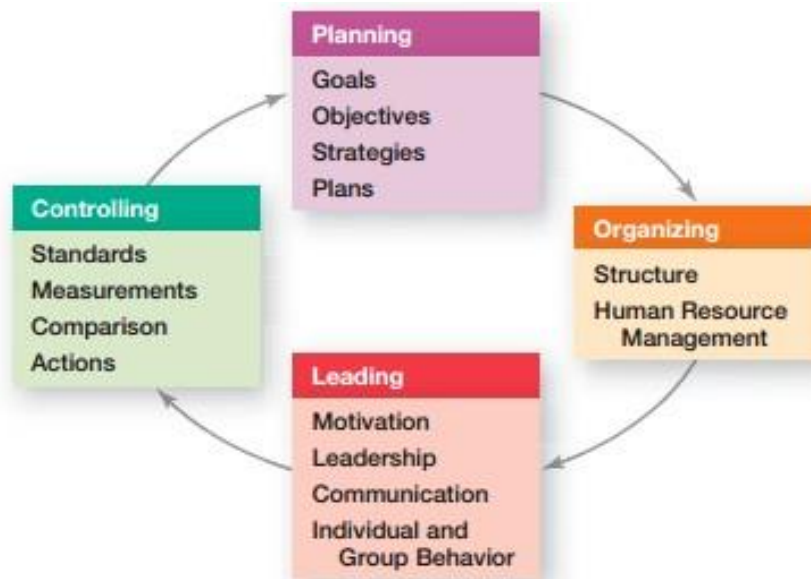 Planning
Goals
Objectives
Strategies
Plans
Controlling
Standards
Measurements
Comparison
Actions
Organizing
Structure
Human Resource
Management
Leading
Motivation
Leadership
Communication
Individual and
Group Behavior